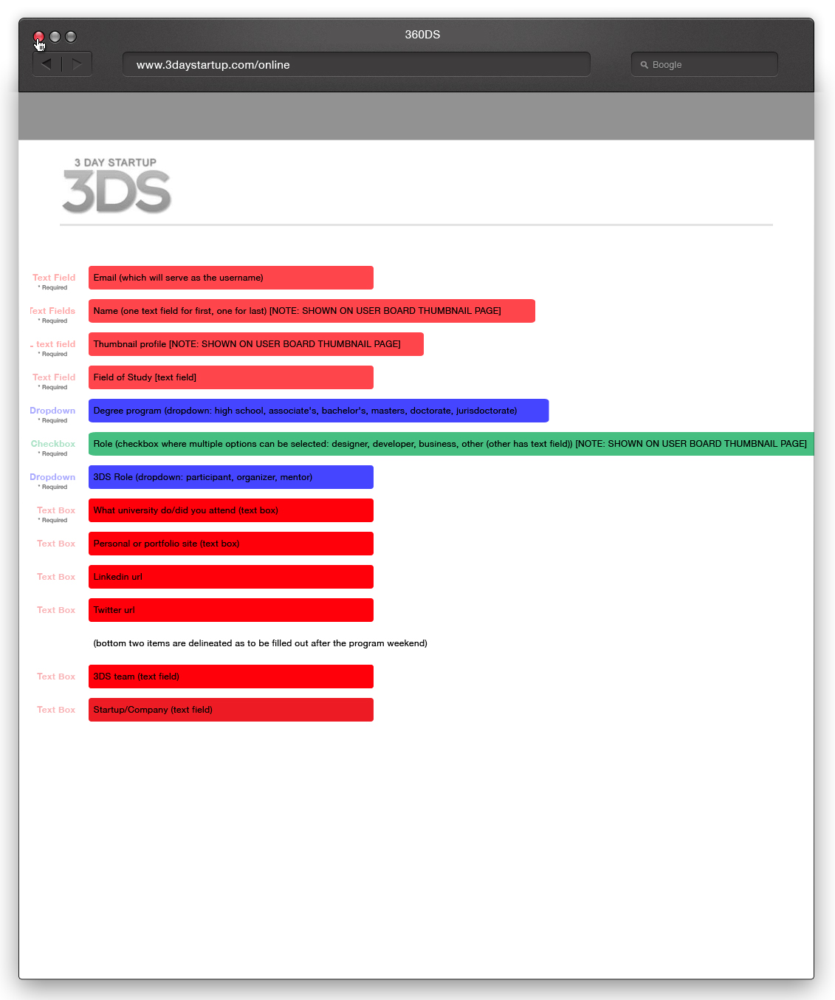 360DS
www.3daystartup.com/online
Boogle
3 DAY STARTUP
3DS
Text Field
* Required
Email (which will serve as the username)
Text Fields
* Required
Name (one text field for first, one for last) [NOTE: SHOWN ON USER BOARD THUMBNAIL PAGE]
text field
* Required
Thumbnail profile [NOTE: SHOWN ON USER BOARD THUMBNAIL PAGE]
Text Field
* Required
Field of Study [text field]
Dropdown
* Required
Degree program (dropdown: high school, associate's, bachelor's, masters, doctorate, jurisdoctorate)
Checkbox
* Required
Role (checkbox where multiple options can be selected: designer, developer, business, other (other has text field)) [NOTE: SHOWN ON USER BOARD THUMBNAIL PAGE]
Dropdown
* Required
3DS Role (dropdown: participant, organizer, mentor)
Text Box
* Required
What university do/did you attend (text box)
Text Box
Personal or portfolio site (text box)
Text Box
Linkedin url
Text Box
Twitter url
(bottom two items are delineated as to be filled out after the program weekend)
Text Box
3DS team (text field)
Text Box
Startup/Company (text field)